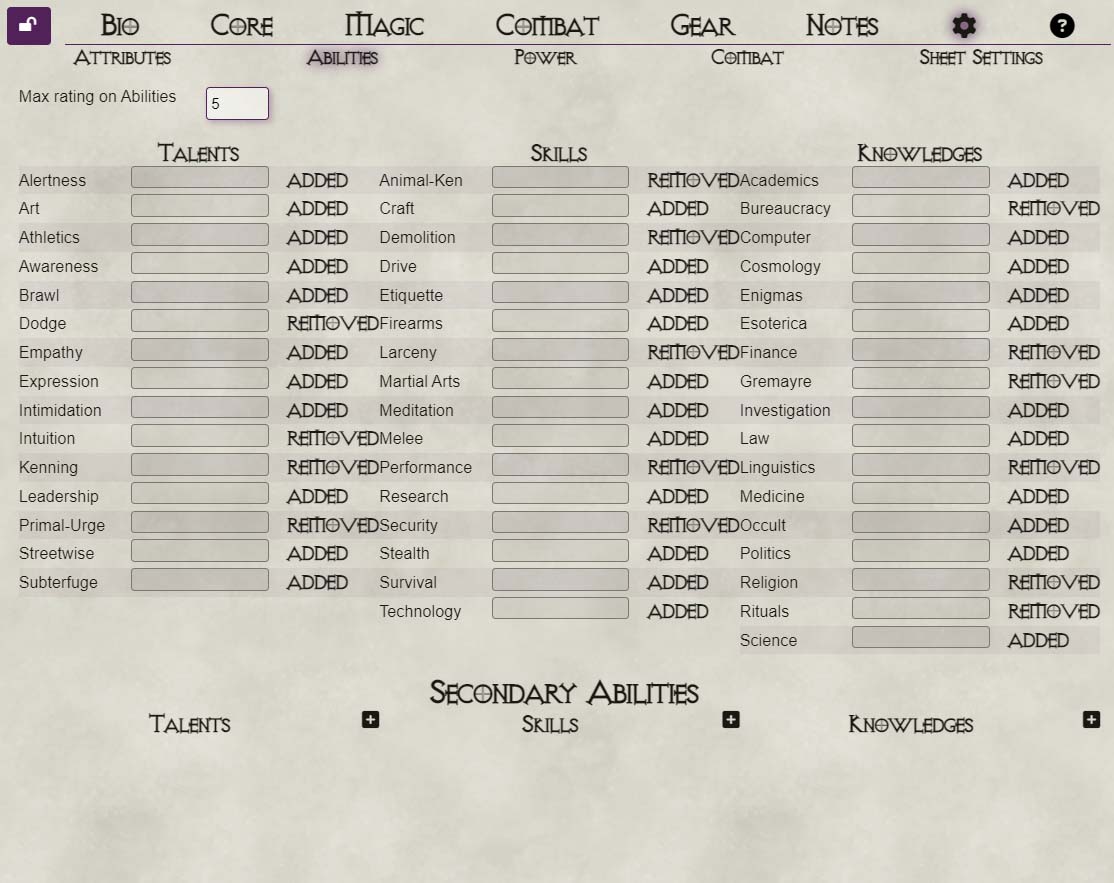 Bio Core Magic Combat Gear Notes ?
Attributes Abilities Power Combat Sheet Settings
Max rating on Abilities 5
Talents Skills Knowledges
Alertness ADDED Animal-Ken REMOVED Academics ADDED
Art ADDED Craft ADDED Bureaucracy REMOVED
Athletics ADDED Demolition REMOVED Computer ADDED
Awareness ADDED Drive ADDED Cosmology ADDED
Brawl ADDED Etiquette ADDED Enigmas ADDED
Dodge REMOVED Firearms ADDED Esoterica ADDED
Empathy ADDED Larceny REMOVED Finance REMOVED
Expression ADDED Martial Arts ADDED Gremayre REMOVED
Intimidation ADDED Meditation ADDED Investigation ADDED
Intuition REMOVED Melee ADDED Law ADDED
Kenning REMOVED Performance REMOVED Linguistics REMOVED
Leadership ADDED Research ADDED Medicine ADDED
Primal-Urge REMOVED Security REMOVED Occult ADDED
Streetwise ADDED Stealth ADDED Politics ADDED
Subterfuge ADDED Survival ADDED Religion REMOVED
Technology ADDED Rituals REMOVED
Science ADDED
Secondary Abilities
Talents + Skills + Knowledges +